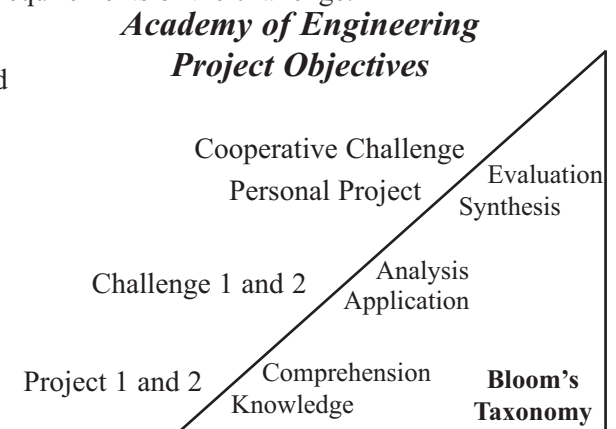 Academy of Engineering
Project Objectives
Cooperative Challenge
Personal Project
Evaluation
Synthesis
Challenge 1 and 2
Analysis
Application
Project 1 and 2
Comprehension
Knowledge
Bloom's
Taxonomy